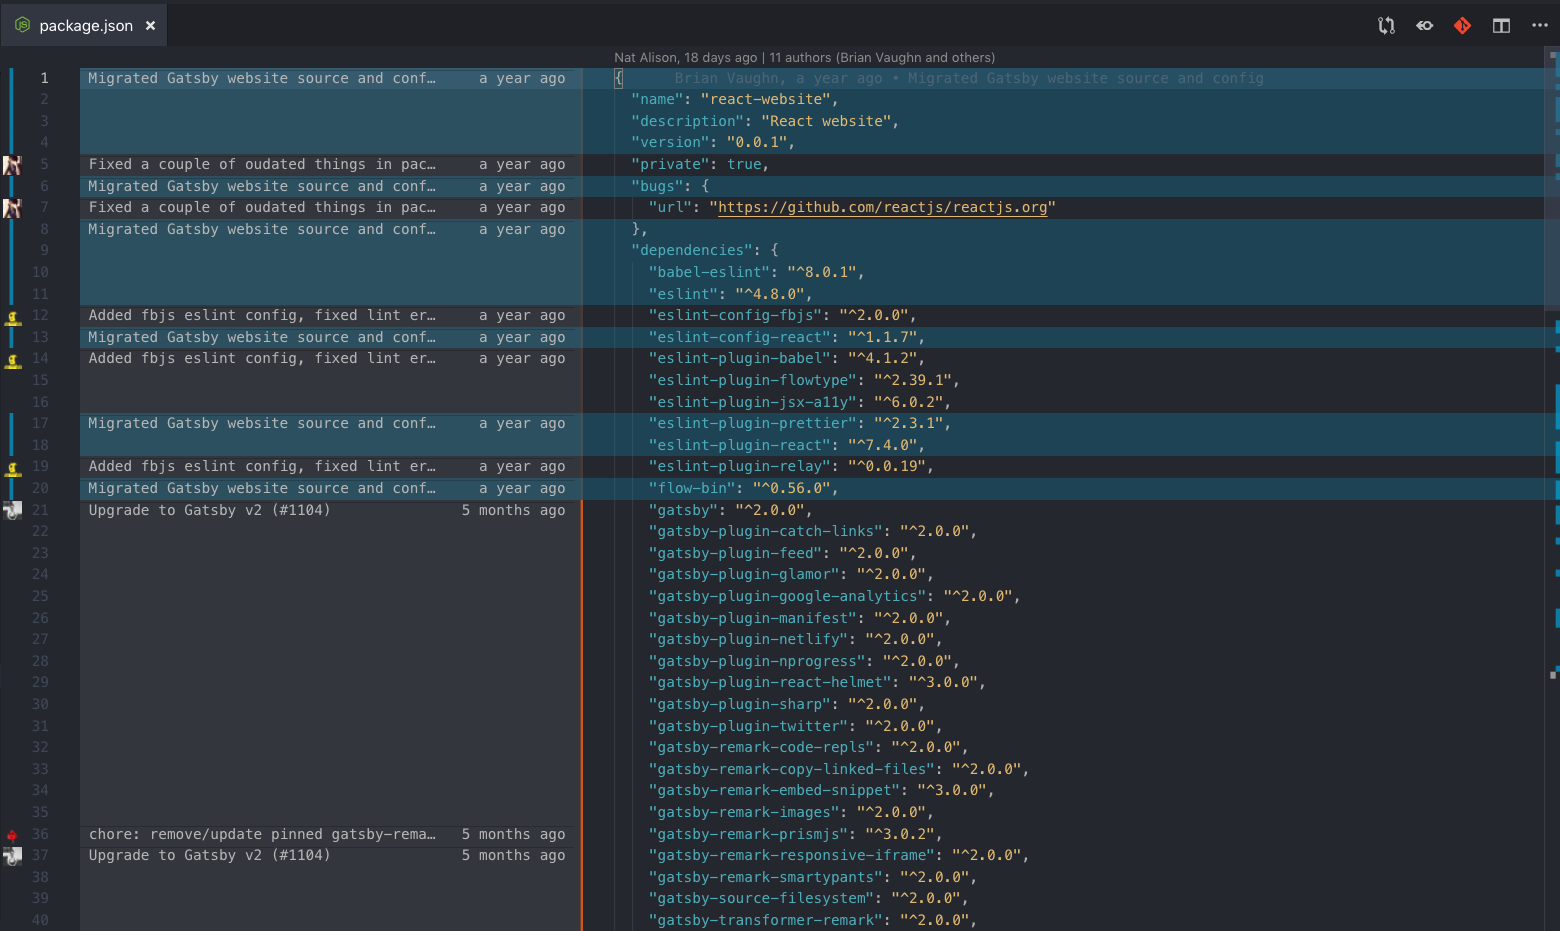 package.json ×
Nat Alison, 18 days ago | 11 authors (Brian Vaughn and others)
1 Migrated Gatsby website source and conf… a year ago { Brian Vaughn, a year ago • Migrated Gatsby website source and config
2 "name": "react-website",
3 "description": "React website",
4 "version": "0.0.1",
5 Fixed a couple of oudated things in pac… a year ago "private": true,
6 Migrated Gatsby website source and conf… a year ago "bugs": {
7 Fixed a couple of oudated things in pac… a year ago "url": "https://github.com/reactjs/reactjs.org"
8 Migrated Gatsby website source and conf… a year ago },
9 "dependencies": {
10 "babel-eslint": "^8.0.1",
11 "eslint": "^4.8.0",
12 Added fbjs eslint config, fixed lint er… a year ago "eslint-config-fbjs": "^2.0.0",
13 Migrated Gatsby website source and conf… a year ago "eslint-config-react": "^1.1.7",
14 Added fbjs eslint config, fixed lint er… a year ago "eslint-plugin-babel": "^4.1.2",
15 "eslint-plugin-flowtype": "^2.39.1",
16 "eslint-plugin-jsx-a11y": "^6.0.2",
17 Migrated Gatsby website source and conf… a year ago "eslint-plugin-prettier": "^2.3.1",
18 "eslint-plugin-react": "^7.4.0",
19 Added fbjs eslint config, fixed lint er… a year ago "eslint-plugin-relay": "^0.0.19",
20 Migrated Gatsby website source and conf… a year ago "flow-bin": "^0.56.0",
21 Upgrade to Gatsby v2 (#1104) 5 months ago "gatsby": "^2.0.0",
22 "gatsby-plugin-catch-links": "^2.0.0",
23 "gatsby-plugin-feed": "^2.0.0",
24 "gatsby-plugin-glamor": "^2.0.0",
25 "gatsby-plugin-google-analytics": "^2.0.0",
26 "gatsby-plugin-manifest": "^2.0.0",
27 "gatsby-plugin-netlify": "^2.0.0",
28 "gatsby-plugin-nprogress": "^2.0.0",
29 "gatsby-plugin-react-helmet": "^3.0.0",
30 "gatsby-plugin-sharp": "^2.0.0",
31 "gatsby-plugin-twitter": "^2.0.0",
32 "gatsby-remark-code-repls": "^2.0.0",
33 "gatsby-remark-copy-linked-files": "^2.0.0",
34 "gatsby-remark-embed-snippet": "^3.0.0",
35 "gatsby-remark-images": "^2.0.0",
36 chore: remove/update pinned gatsby-rema… 5 months ago "gatsby-remark-prismjs": "^3.0.2",
37 Upgrade to Gatsby v2 (#1104) 5 months ago "gatsby-remark-responsive-iframe": "^2.0.0",
38 "gatsby-remark-smartypants": "^2.0.0",
39 "gatsby-source-filesystem": "^2.0.0",
40 "gatsby-transformer-remark": "^2.0.0",